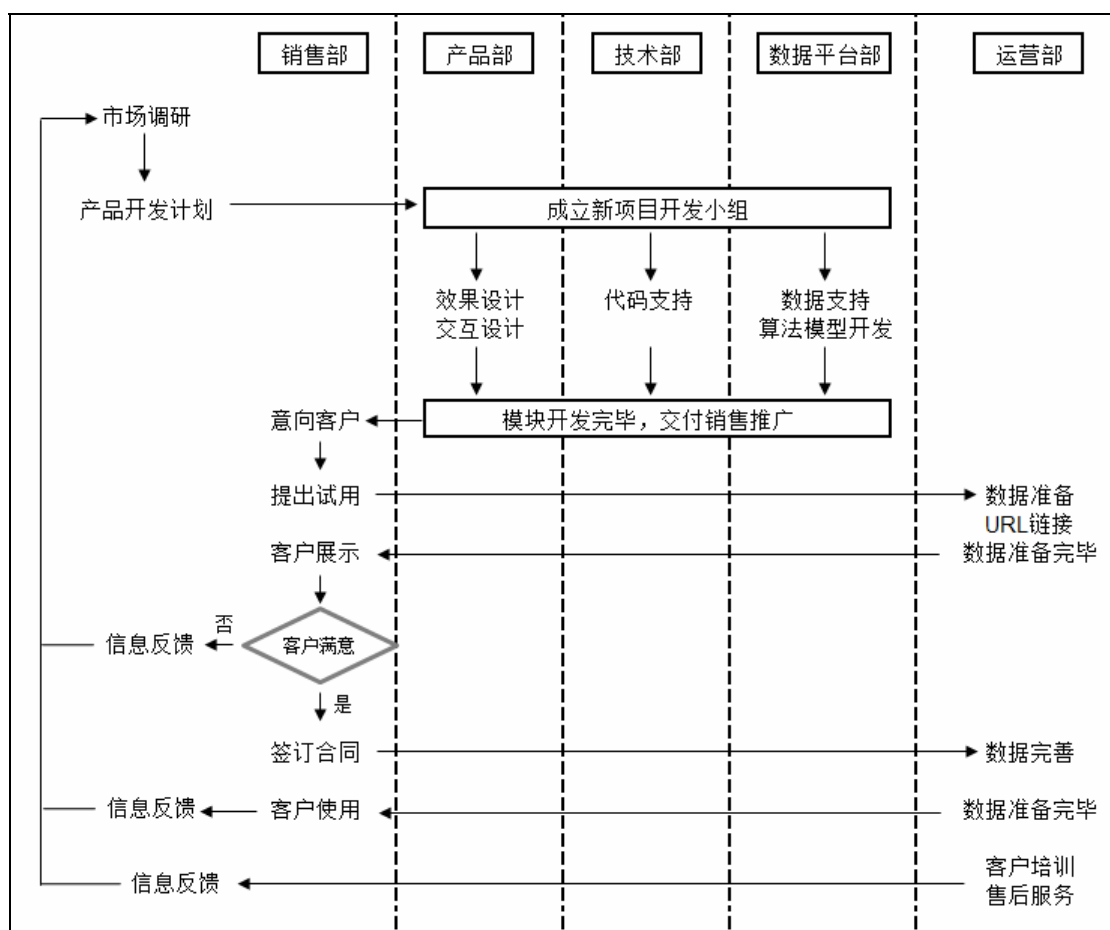 销售部
产品部
技术部
数据平台部
运营部
市场调研
产品开发计划
成立新项目开发小组
效果设计
交互设计
代码支持
数据支持
算法模型开发
意向客户
模块开发完毕，交付销售推广
提出试用
数据准备
URL链接
客户展示
数据准备完毕
信息反馈
否
客户满意
是
签订合同
数据完善
信息反馈
客户使用
数据准备完毕
信息反馈
客户培训
售后服务